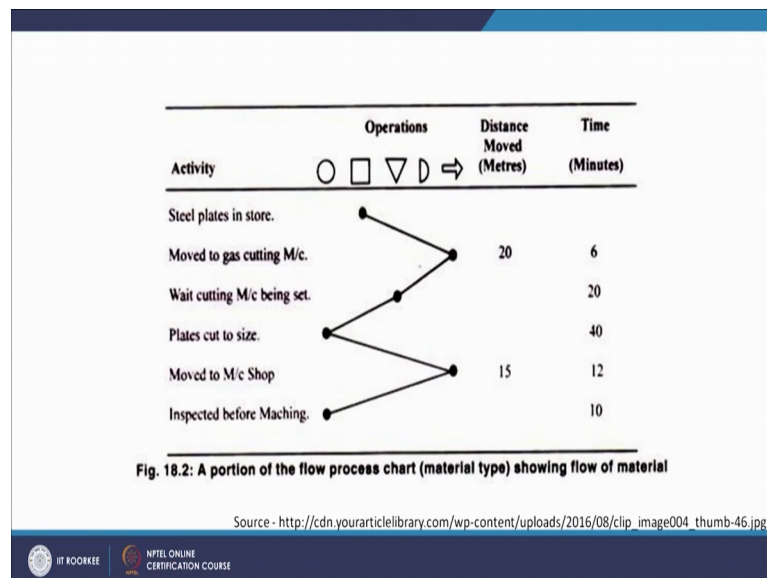 Operations
Distance
Moved
(Metres)
Time
(Minutes)
Activity
Steel plates in store.
Moved to gas cutting M/c. 20 6
Wait cutting M/c being set. 20
Plates cut to size. 40
Moved to M/c Shop 15 12
Inspected before Maching. 10
Fig. 18.2: A portion of the flow process chart (material type) showing flow of material
Source - http://cdn.yourarticlelibrary.com/wp-content/uploads/2016/08/clip_image004_thumb-46.jpg
IIT ROORKEE
NPTEL ONLINE
CERTIFICATION COURSE